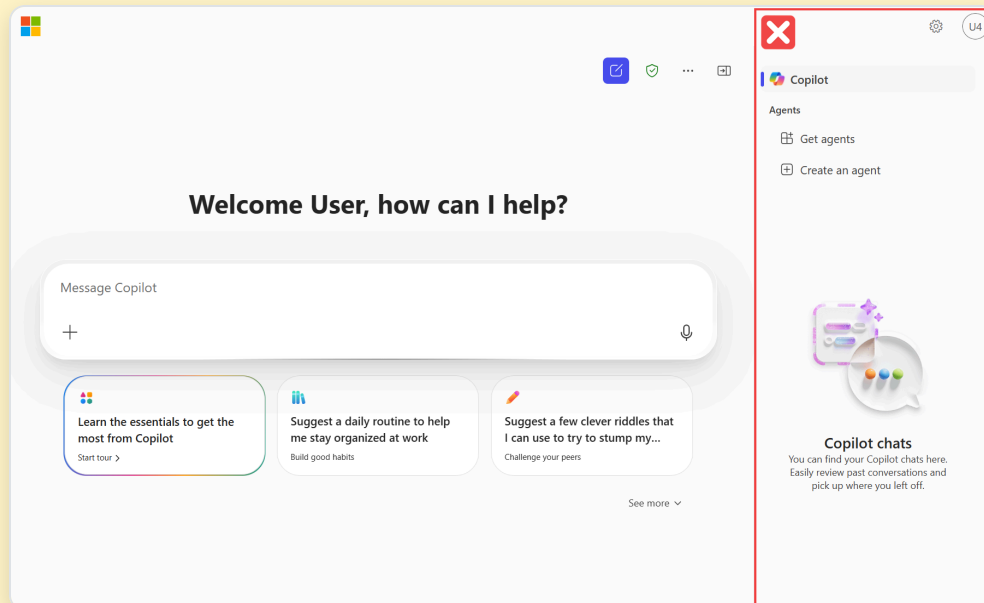 U4
Welcome User, how can I help?
Message Copilot
Learn the essentials to get the
most from Copilot
Start tour
Suggest a daily routine to help
me stay organized at work
Build good habits
Suggest a few clever riddles that
I can use to try to stump my...
Challenge your peers
See more
Copilot
Agents
Get agents
Create an agent
Copilot chats
You can find your Copilot chats here.
Easily review past conversations and
pick up where you left off.